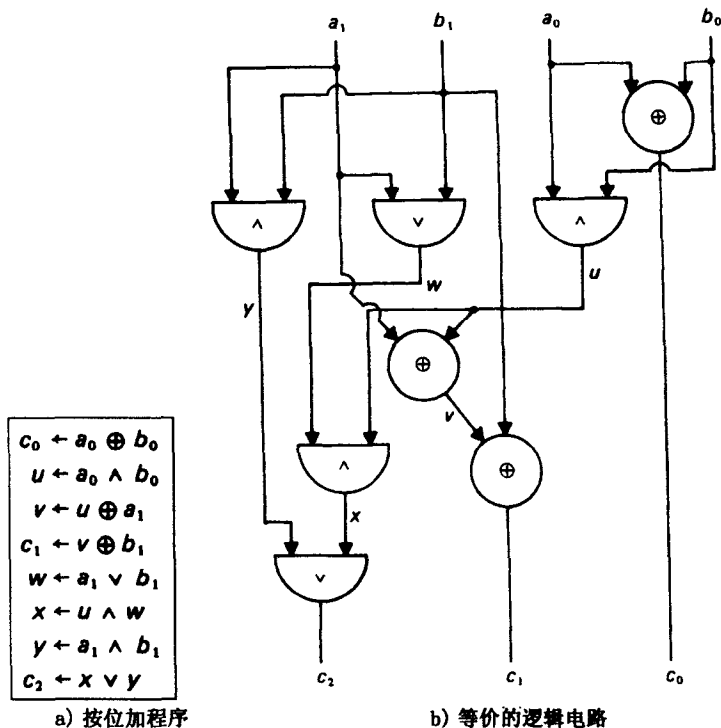 a₁ b₁ a₀ b₀
⊕
∧ ∨ ∧
y w u
⊕
v
∧ ⊕
x
∨
c₂ c₁ c₀
c₀ ← a₀ ⊕ b₀
u ← a₀ ∧ b₀
v ← u ⊕ a₁
c₁ ← v ⊕ b₁
w ← a₁ ∨ b₁
x ← u ∧ w
y ← a₁ ∧ b₁
c₂ ← x ∨ y
a) 按位加程序 b) 等价的逻辑电路